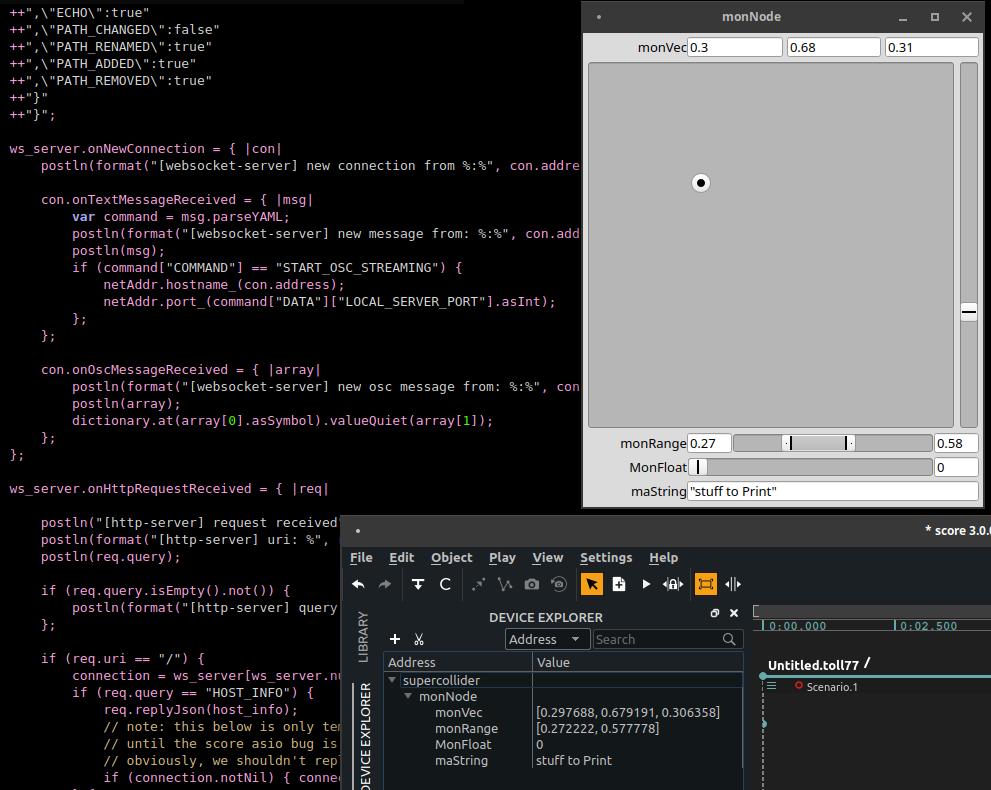 ++",\"ECHO\":true"
++",\"PATH_CHANGED\":false"
++",\"PATH_RENAMED\":true"
++",\"PATH_ADDED\":true"
++",\"PATH_REMOVED\":true"
++"}"
++"}";
ws_server.onNewConnection = { |con|
postln(format("[websocket-server] new connection from %:%", con.addre
con.onTextMessageReceived = { |msg|
var command = msg.parseYAML;
postln(format("[websocket-server] new message from: %:%", con.add
postln(msg);
if (command["COMMAND"] == "START_OSC_STREAMING") {
netAddr.hostname_(con.address);
netAddr.port_(command["DATA"]["LOCAL_SERVER_PORT"].asInt);
};
};
con.onOscMessageReceived = { |array|
postln(format("[websocket-server] new osc message from: %:%", con
postln(array);
dictionary.at(array[0].asSymbol).valueQuiet(array[1]);
};
};
ws_server.onHttpRequestReceived = { |req|
postln("[http-server] request received"
postln(format("[http-server] uri: %",
postln(req.query);
if (req.query.isEmpty().not()) {
postln(format("[http-server] query
};
if (req.uri == "/") {
connection = ws_server[ws_server.nu
if (req.query == "HOST_INFO") {
req.replyJson(host_info);
// note: this below is only tem
// until the score asio bug is
// obviously, we shouldn't repl
if (connection.notNil) { conne
monNode
monVec 0.3 0.68 0.31
monRange 0.27 0.58
MonFloat 0
maString "stuff to Print"
* score 3.0.
File Edit Object Play View Settings Help
LIBRARY
DEVICE EXPLORER
DEVICE EXPLORER
Address Search
Address Value
supercollider
monNode
monVec [0.297688, 0.679191, 0.306358]
monRange [0.272222, 0.577778]
MonFloat 0
maString stuff to Print
0:00.000 0:02.500
Untitled.toll77 /
Scenario.1